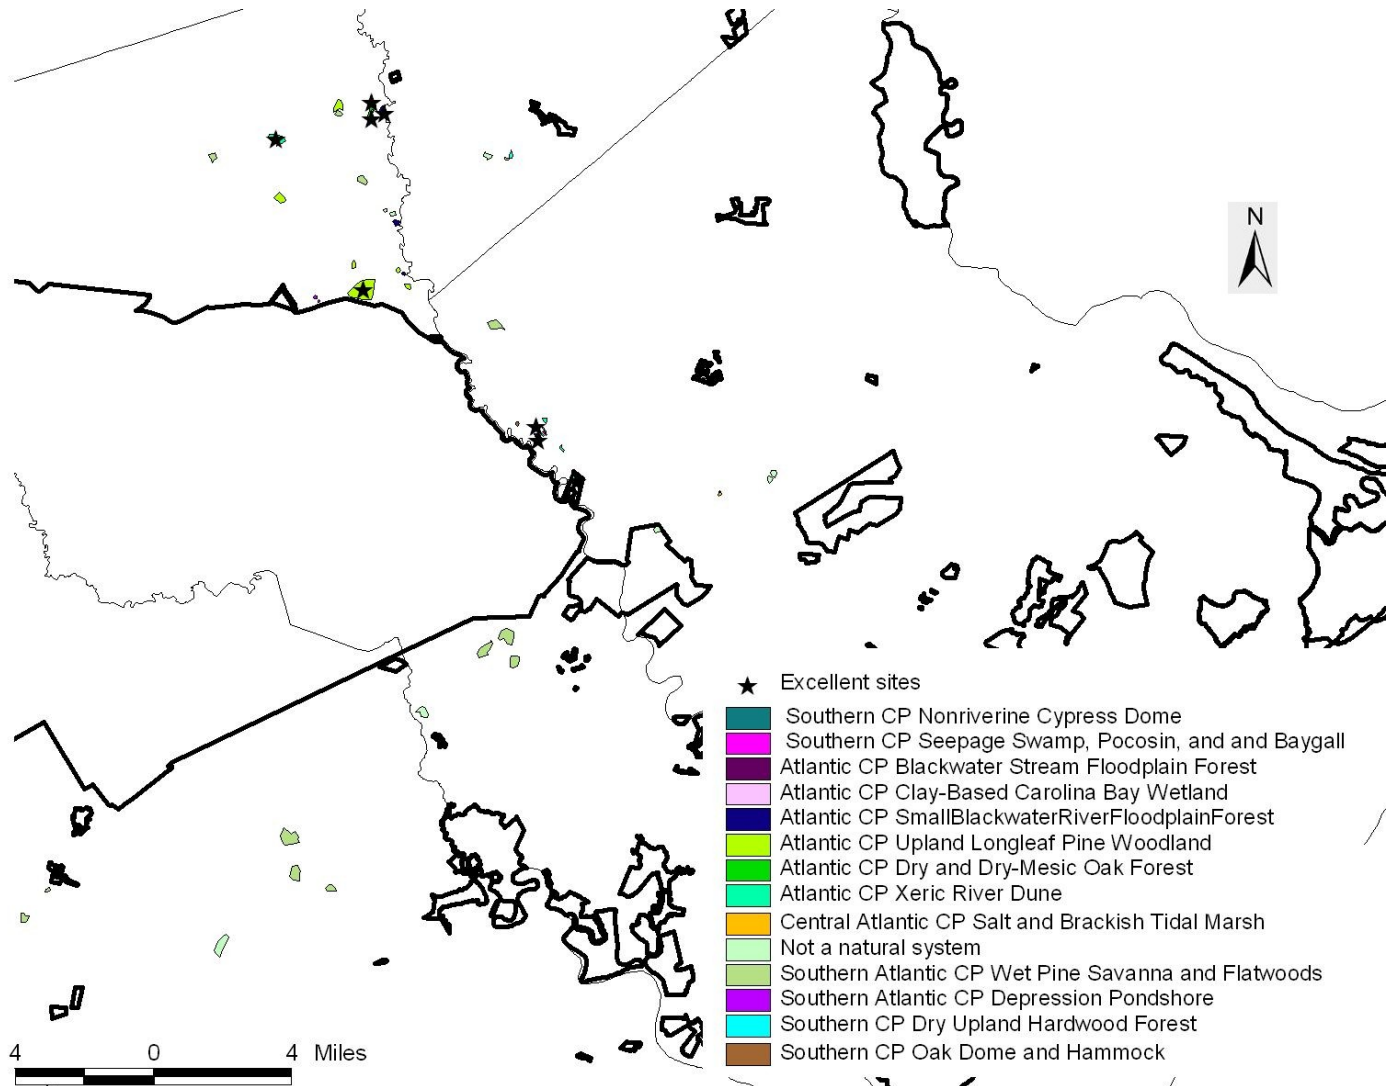 N
Excellent sites
Southern CP Nonriverine Cypress Dome
Southern CP Seepage Swamp, Pocosin, and and Baygall
Atlantic CP Blackwater Stream Floodplain Forest
Atlantic CP Clay-Based Carolina Bay Wetland
Atlantic CP SmallBlackwaterRiverFloodplainForest
Atlantic CP Upland Longleaf Pine Woodland
Atlantic CP Dry and Dry-Mesic Oak Forest
Atlantic CP Xeric River Dune
Central Atlantic CP Salt and Brackish Tidal Marsh
Not a natural system
Southern Atlantic CP Wet Pine Savanna and Flatwoods
Southern Atlantic CP Depression Pondshore
Southern CP Dry Upland Hardwood Forest
Southern CP Oak Dome and Hammock
4 0 4 Miles